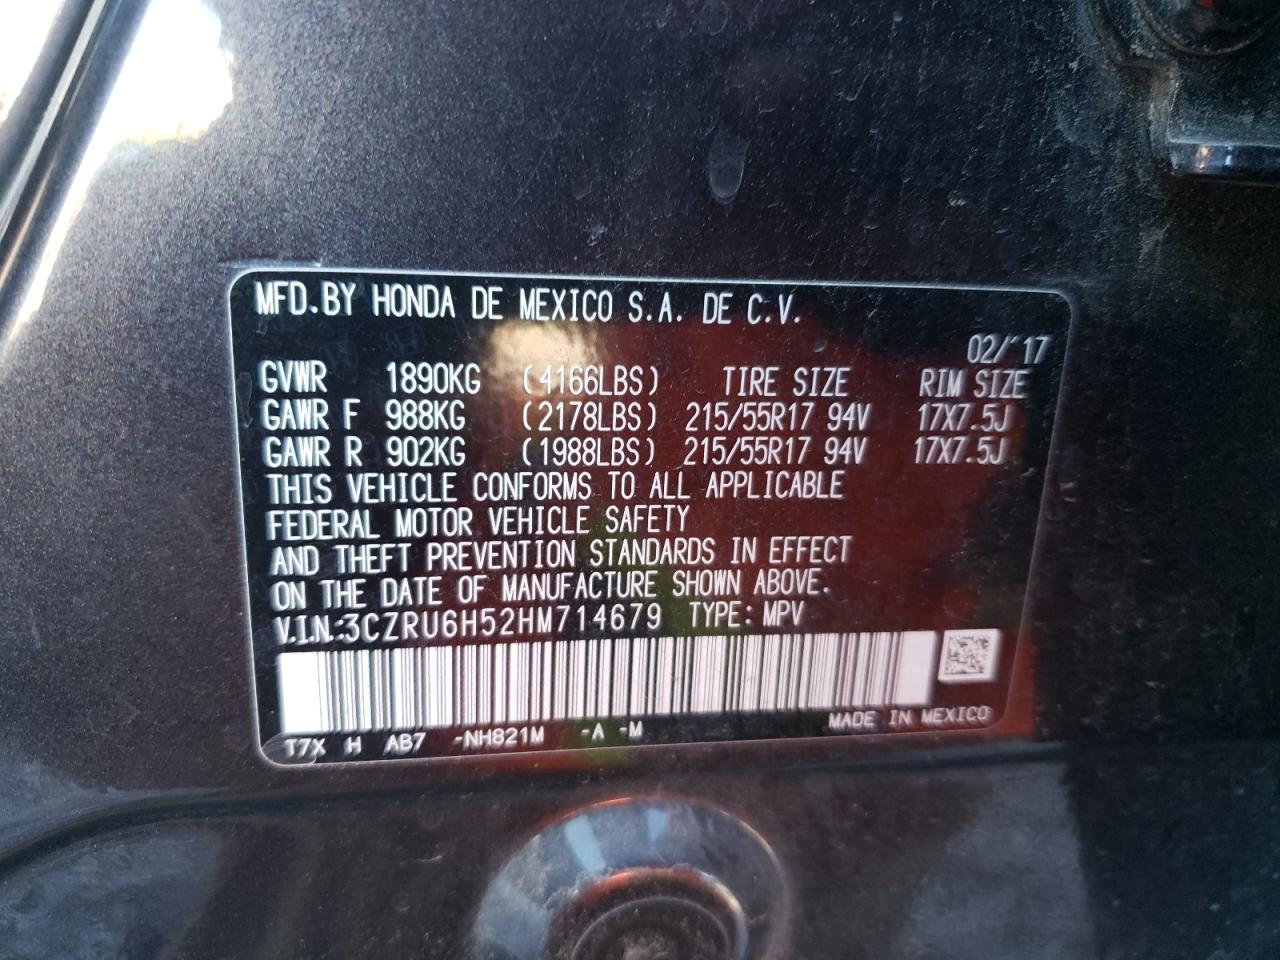 MFD.BY HONDA DE MEXICO S.A. DE C.V.
02/'17
GVWR 1890KG (4166LBS) TIRE SIZE RIM SIZE
GAWR F 988KG (2178LBS) 215/55R17 94V 17X7.5J
GAWR R 902KG (1988LBS) 215/55R17 94V 17X7.5J
THIS VEHICLE CONFORMS TO ALL APPLICABLE
FEDERAL MOTOR VEHICLE SAFETY
AND THEFT PREVENTION STANDARDS IN EFFECT
ON THE DATE OF MANUFACTURE SHOWN ABOVE.
V.I.N.:3CZRU6H52HM714679 TYPE: MPV
T7X H AB7 -NH821M -A -M MADE IN MEXICO